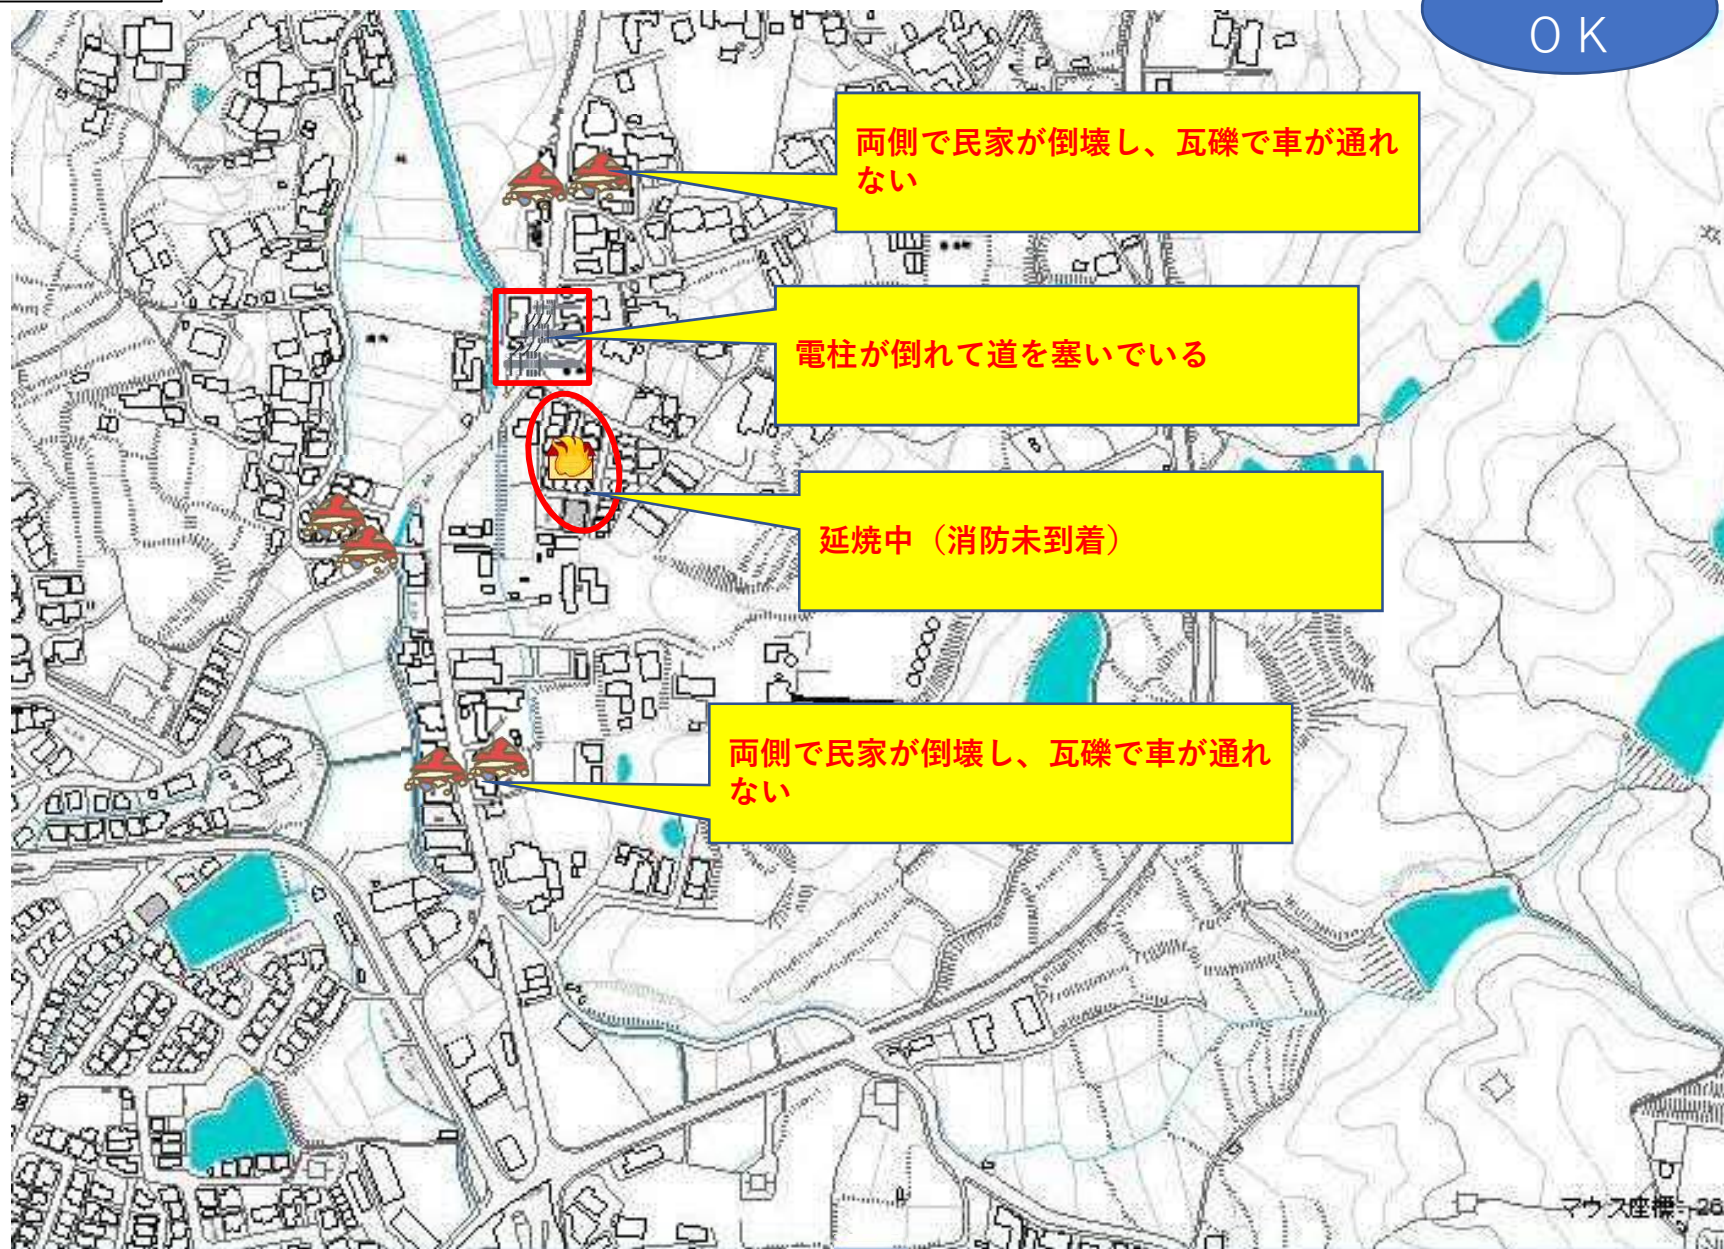 ＯＫ
両側で民家が倒壊し、瓦礫で車が通れ
ない
電柱が倒れて道を塞いでいる
延焼中（消防未到着）
両側で民家が倒壊し、瓦礫で車が通れ
ない
マウス座標:-26